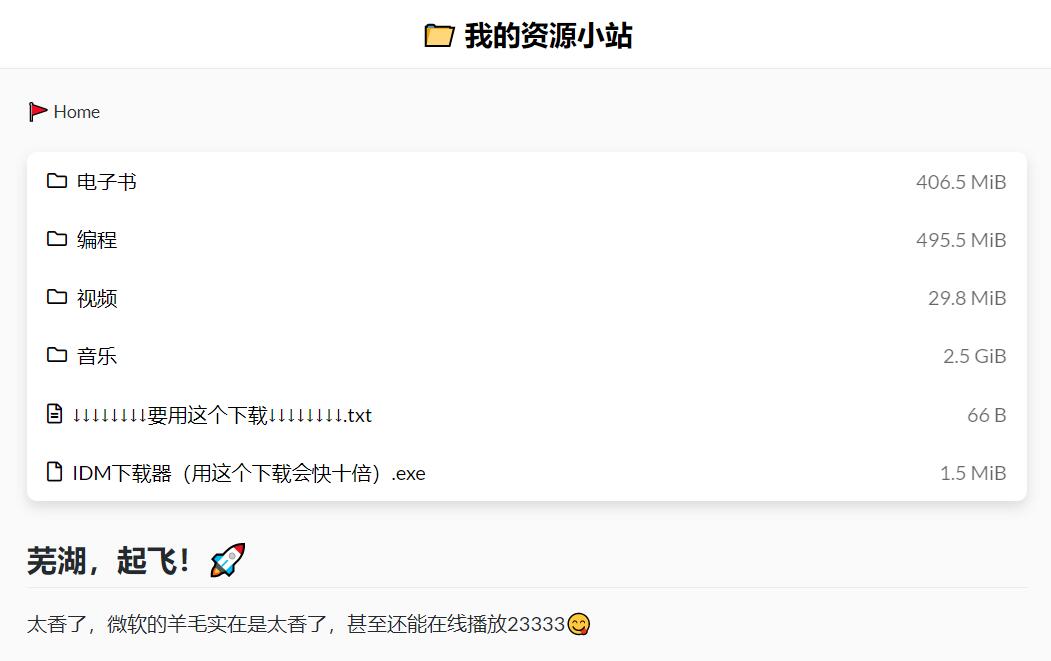 📁 我的资源小站
🚩 Home
电子书 406.5 MiB
编程 495.5 MiB
视频 29.8 MiB
音乐 2.5 GiB
↓↓↓↓↓↓↓↓要用这个下载↓↓↓↓↓↓↓↓.txt 66 B
IDM下载器（用这个下载会快十倍）.exe 1.5 MiB
芜湖，起飞！🚀
太香了，微软的羊毛实在是太香了，甚至还能在线播放23333😋